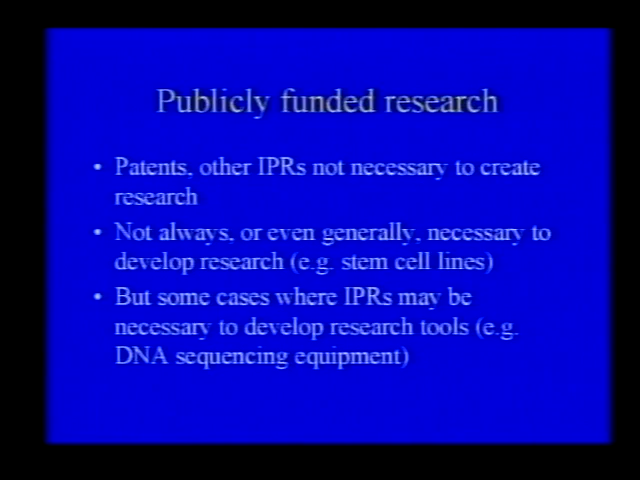 Publicly funded research
• Patents, other IPRs not necessary to create
research
• Not always, or even generally, necessary to
develop research (e.g. stem cell lines)
• But some cases where IPRs may be
necessary to develop research tools (e.g.
DNA sequencing equipment)